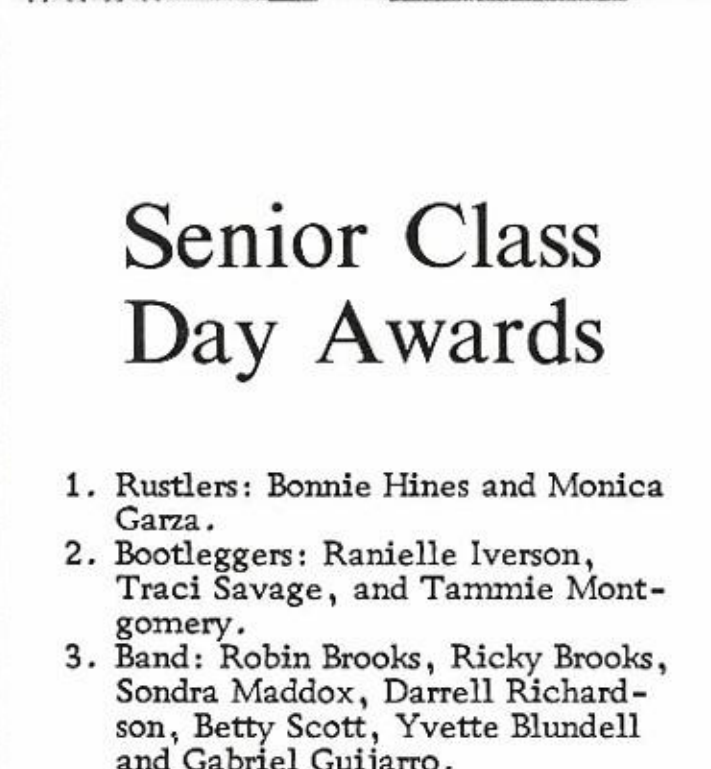 Senior Class
Day Awards
1. Rustlers: Bonnie Hines and Monica
Garza.
2. Bootleggers: Ranielle Iverson,
Traci Savage, and Tammie Mont-
gomery.
3. Band: Robin Brooks, Ricky Brooks,
Sondra Maddox, Darrell Richard-
son, Betty Scott, Yvette Blundell
and Gabriel Guijarro.